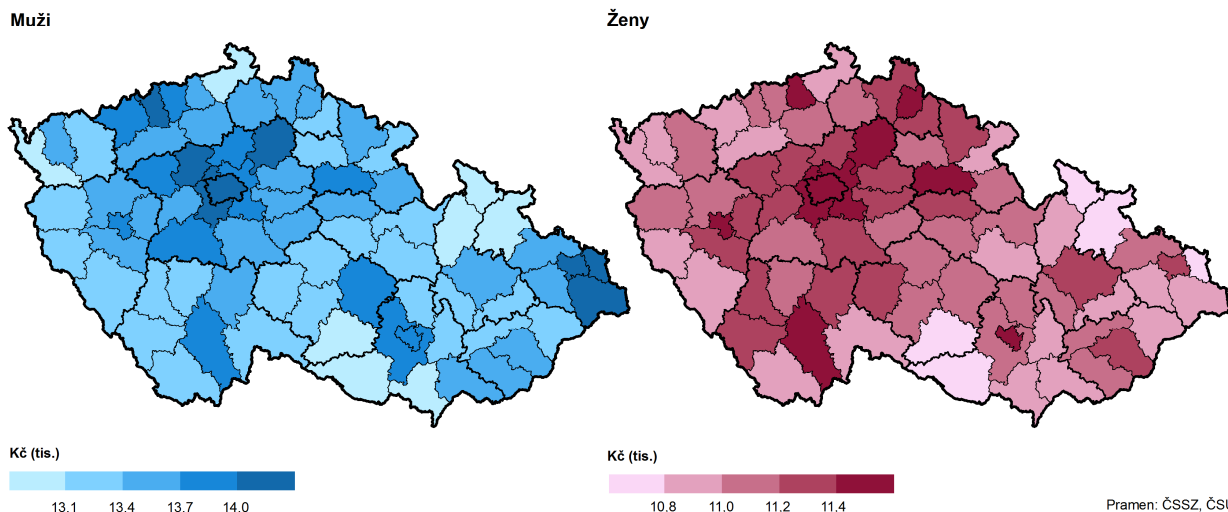 Muži
Ženy
Kč (tis.)
13.1 13.4 13.7 14.0
Kč (tis.)
10.8 11.0 11.2 11.4
Pramen: ČSSZ, ČSÚ